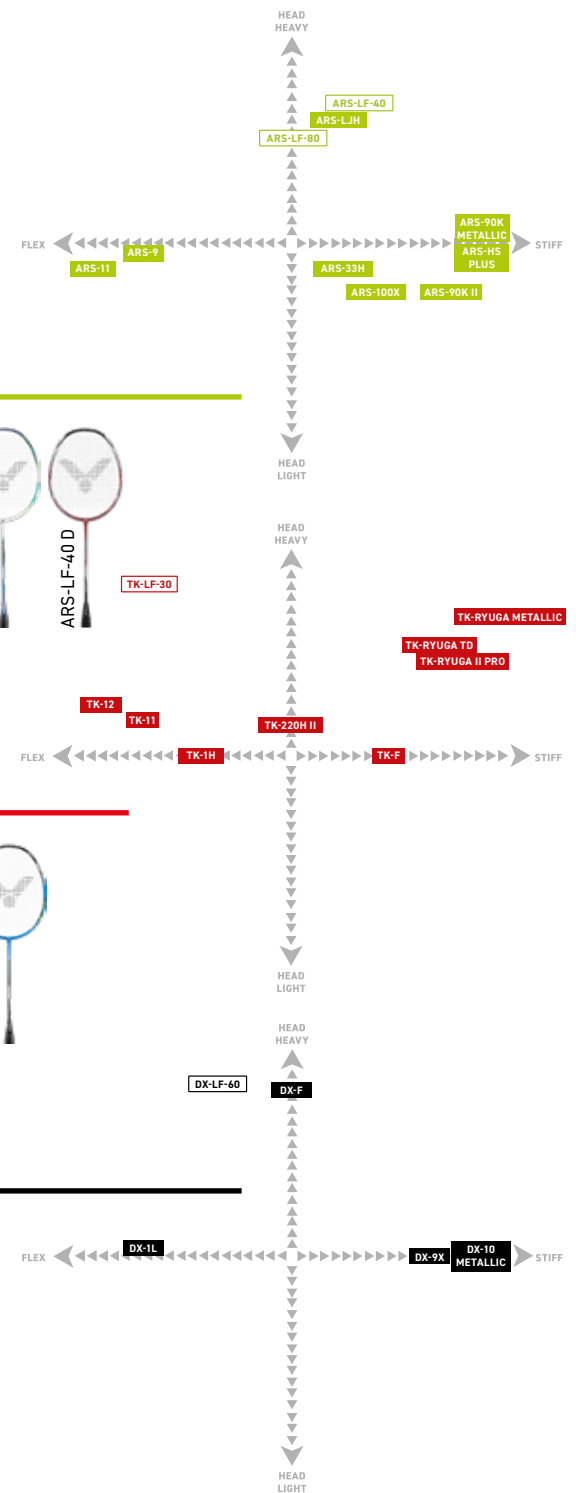 HEAD
HEAVY
ARS-LF-40
ARS-LJH
ARS-LF-80
ARS-90K
METALLIC
FLEX
ARS-9
STIFF
ARS-HS
PLUS
ARS-11
ARS-33H
ARS-100X
ARS-90K II
HEAD
LIGHT
ARS-LF-40 D
HEAD
HEAVY
TK-LF-30
TK-RYUGA METALLIC
TK-RYUGA TD
TK-RYUGA II PRO
TK-12
TK-11
TK-220H II
FLEX
TK-1H
TK-F
STIFF
HEAD
LIGHT
HEAD
HEAVY
DX-LF-60
DX-F
FLEX
DX-1L
DX-9X
DX-10
METALLIC
STIFF
HEAD
LIGHT